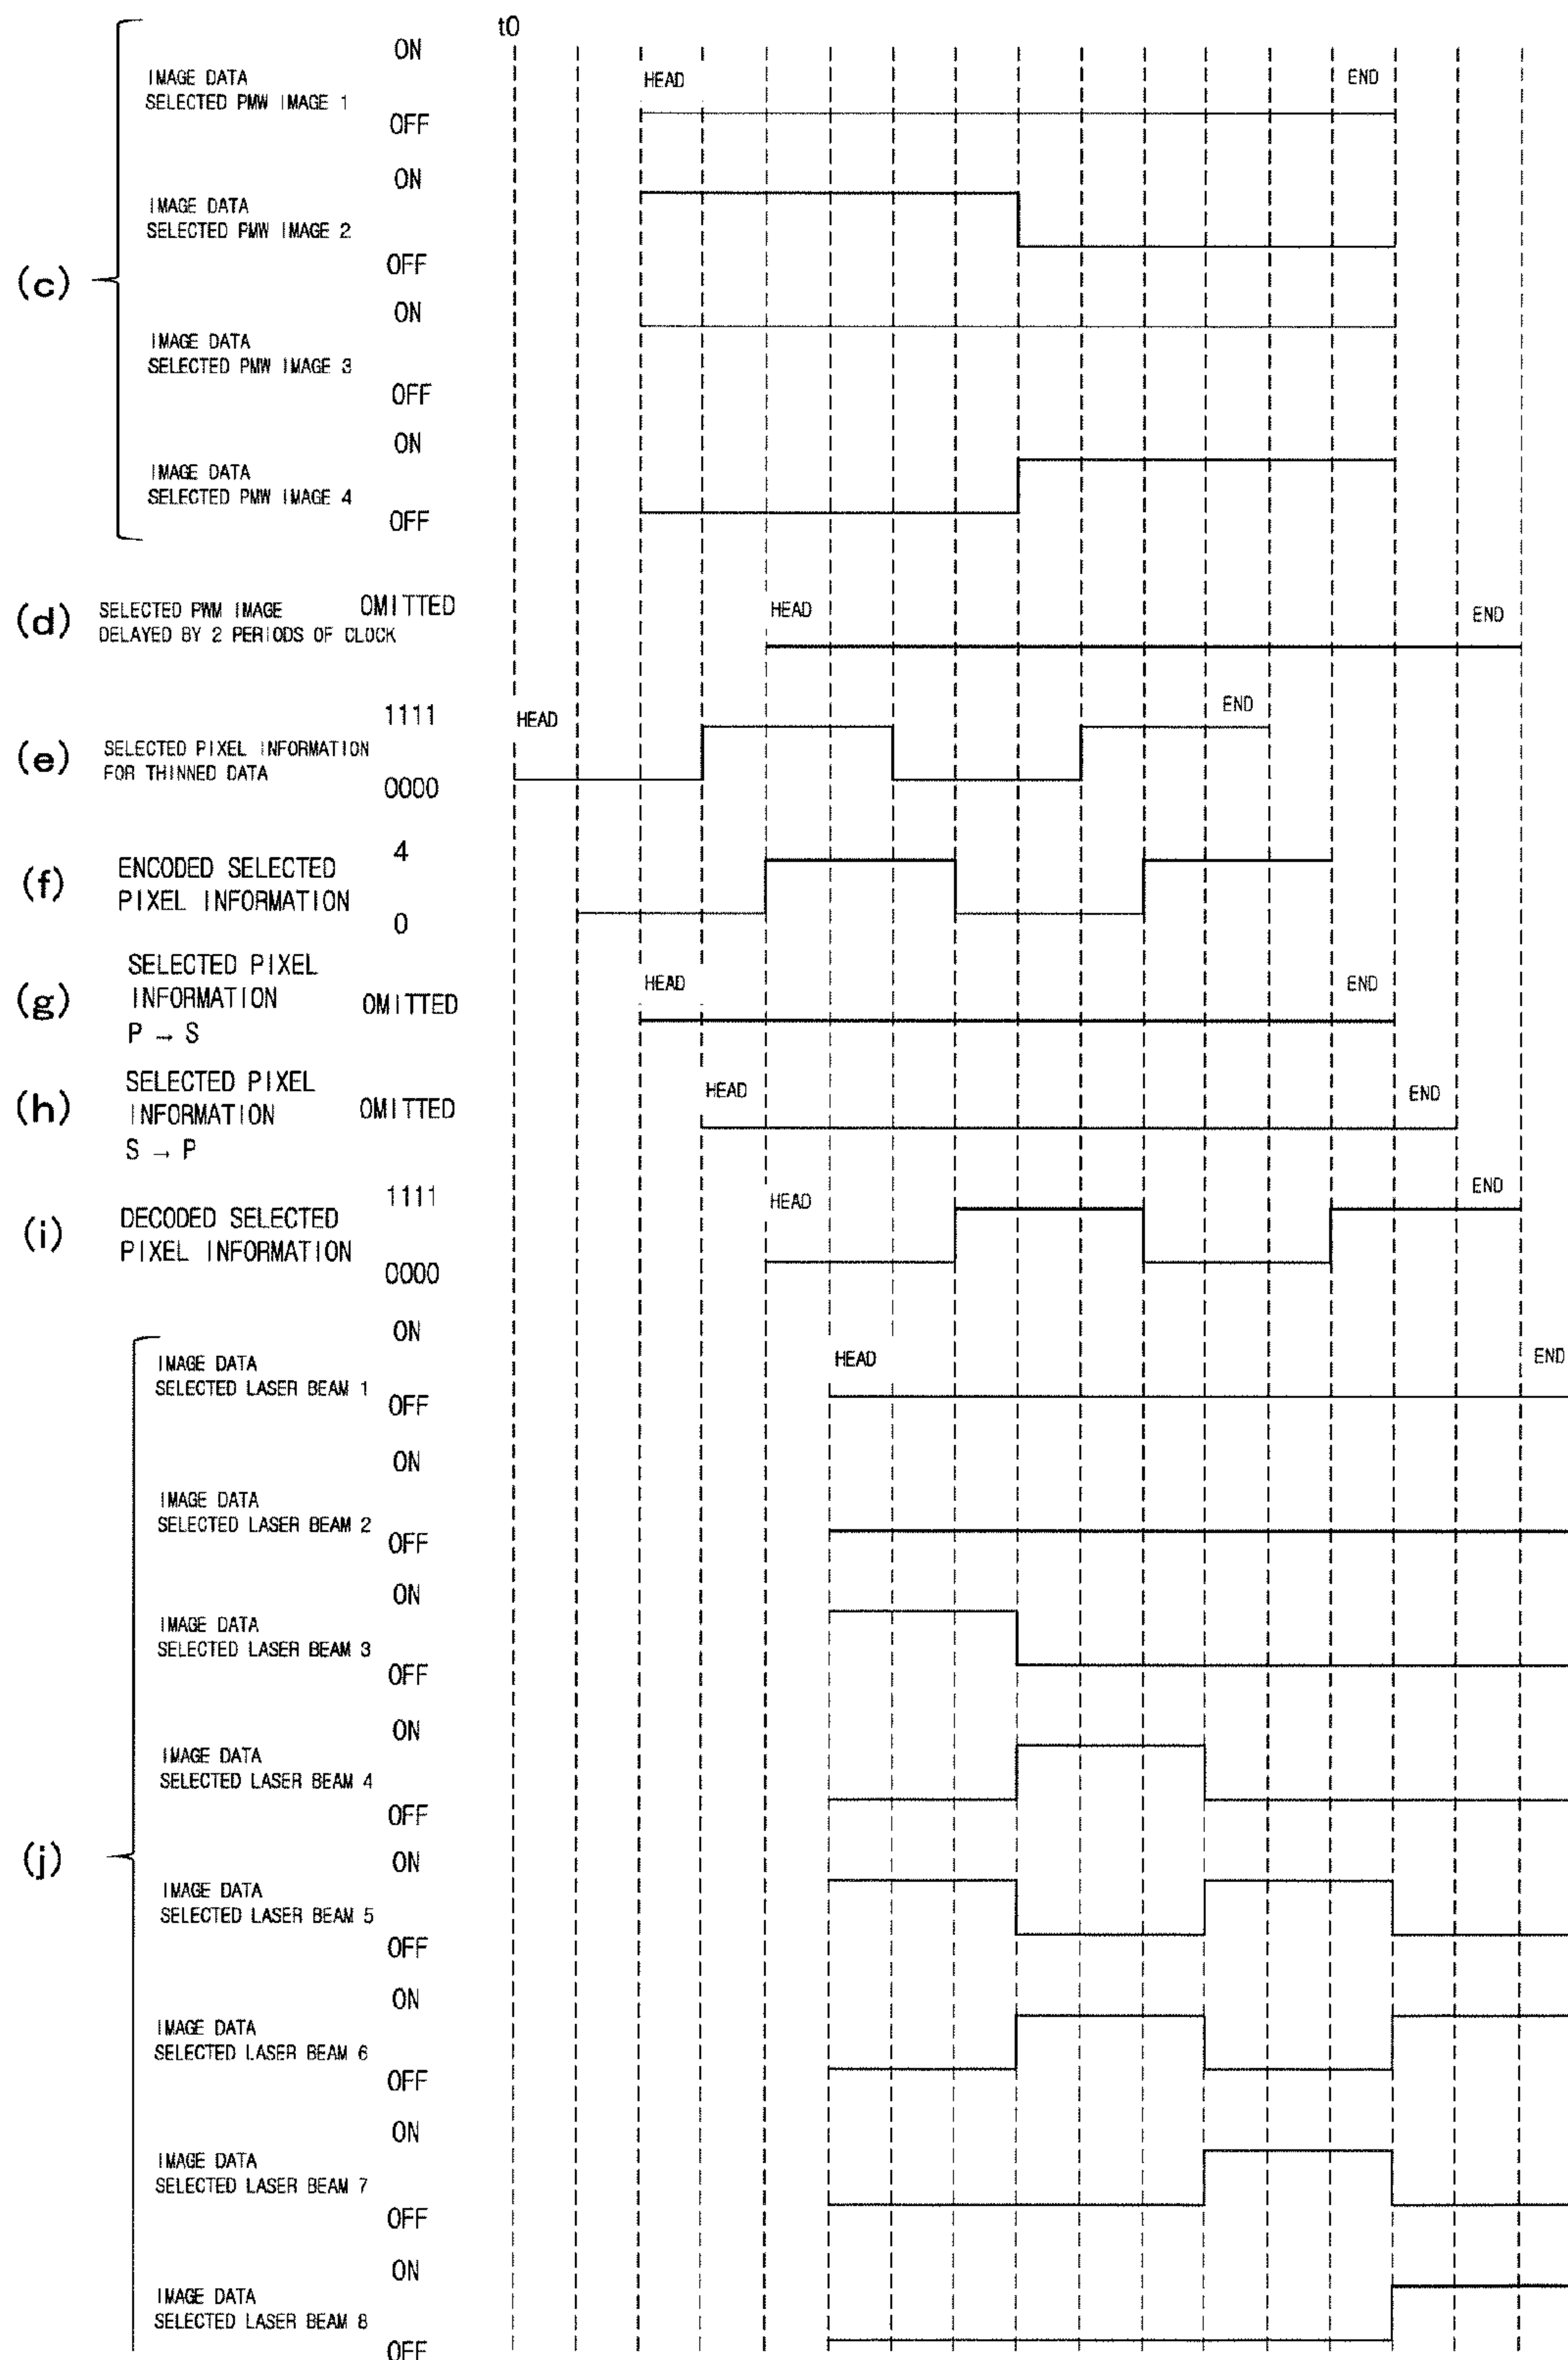 t0
ON
HEAD
END
IMAGE DATA
SELECTED PMW IMAGE 1
OFF
ON
IMAGE DATA
SELECTED PMW IMAGE 2
OFF
(c)
ON
IMAGE DATA
SELECTED PMW IMAGE 3
OFF
ON
IMAGE DATA
SELECTED PMW IMAGE 4
OFF
(d)
SELECTED PWM IMAGE
DELAYED BY 2 PERIODS OF CLOCK
OMITTED
HEAD
END
(e)
SELECTED PIXEL INFORMATION
FOR THINNED DATA
1111
0000
HEAD
END
(f)
ENCODED SELECTED
PIXEL INFORMATION
4
0
(g)
SELECTED PIXEL
INFORMATION
P → S
OMITTED
HEAD
END
(h)
SELECTED PIXEL
INFORMATION
S → P
OMITTED
HEAD
END
(i)
DECODED SELECTED
PIXEL INFORMATION
1111
0000
HEAD
END
ON
IMAGE DATA
SELECTED LASER BEAM 1
OFF
HEAD
END
ON
IMAGE DATA
SELECTED LASER BEAM 2
OFF
ON
IMAGE DATA
SELECTED LASER BEAM 3
OFF
ON
IMAGE DATA
SELECTED LASER BEAM 4
OFF
(j)
ON
IMAGE DATA
SELECTED LASER BEAM 5
OFF
ON
IMAGE DATA
SELECTED LASER BEAM 6
OFF
ON
IMAGE DATA
SELECTED LASER BEAM 7
OFF
ON
IMAGE DATA
SELECTED LASER BEAM 8
OFF